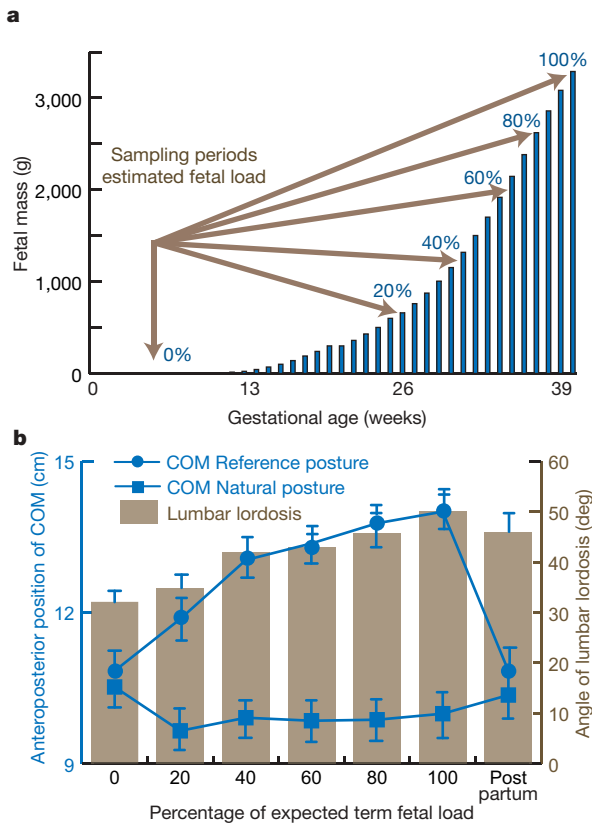 a
100%
3,000
80%
Sampling periods
estimated fetal load
Fetal mass (g)
2,000
60%
40%
1,000
20%
0%
0
0
13
26
39
Gestational age (weeks)
b
15
60
COM Reference posture
COM Natural posture
Lumbar lordosis
50
40
Anteroposterior position of COM (cm)
12
30
Angle of lumbar lordosis (deg)
20
10
9
0
0
20
40
60
80
100
Post
partum
Percentage of expected term fetal load